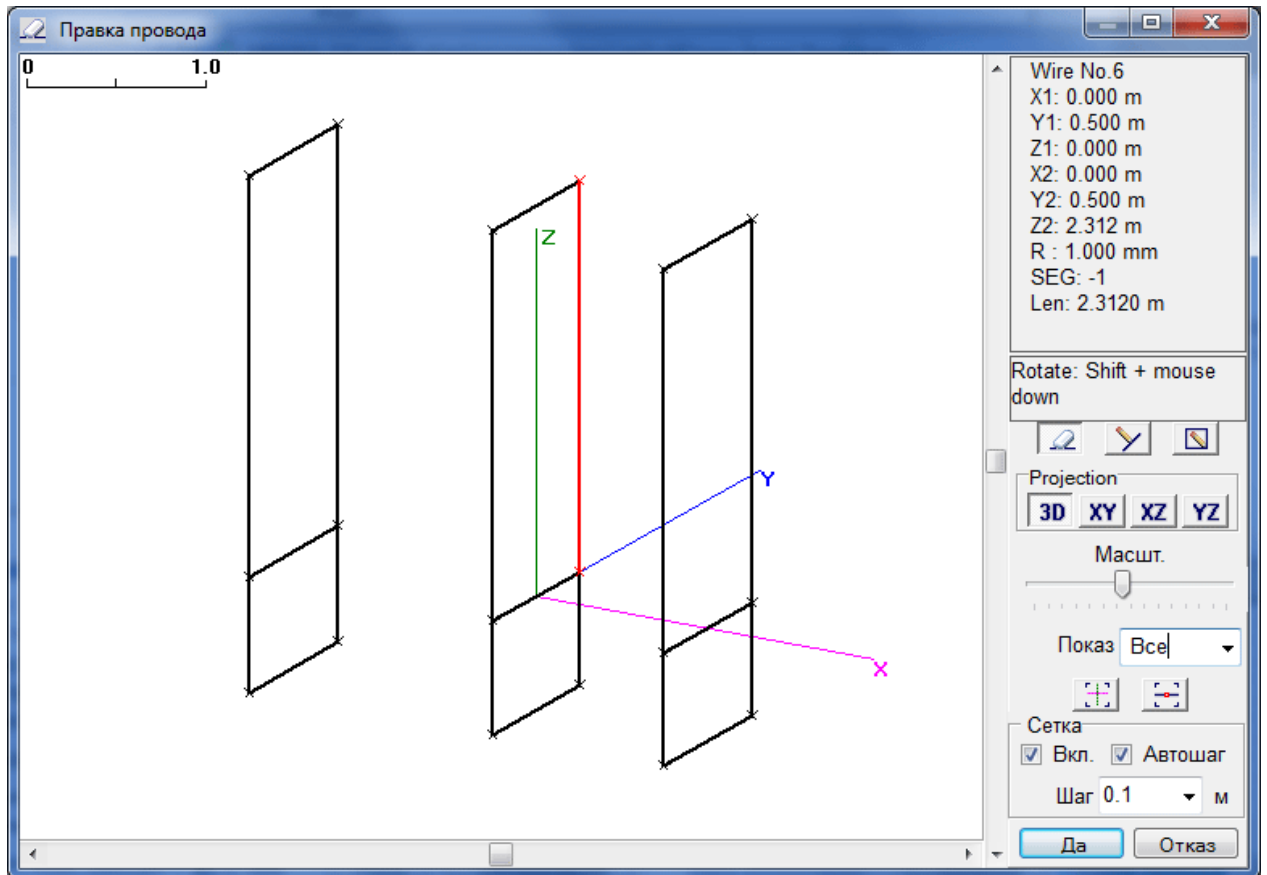 Правка провода
0 1.0
Z
Y
X
Wire No.6
X1: 0.000 m
Y1: 0.500 m
Z1: 0.000 m
X2: 0.000 m
Y2: 0.500 m
Z2: 2.312 m
R : 1.000 mm
SEG: -1
Len: 2.3120 m
Rotate: Shift + mouse
down
Projection
3D XY XZ YZ
Масшт.
Показ Все
Сетка
Вкл. Автошаг
Шаг 0.1 м
Да Отказ